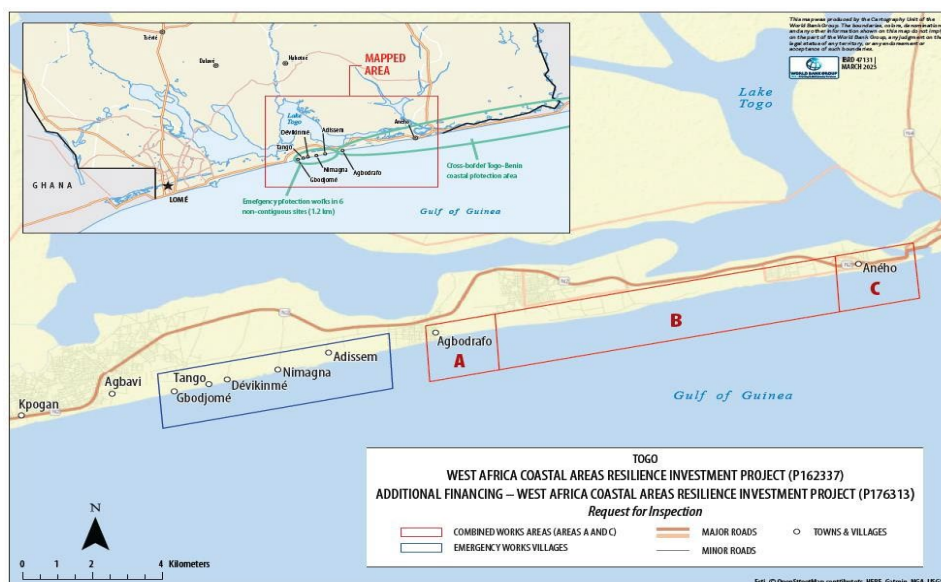 This map was produced by the Cartography Unit of the
World Bank Group. The boundaries, colors, denominations
and any other information shown on this map do not imply,
on the part of the World Bank Group, any judgment on the
legal status of any territory, or any endorsement or
acceptance of such boundaries.
WORLD BANK GROUP
IBRD 47131 |
MARCH 2025
Tsévié
MAPPED
AREA
Lake
Togo
Dévikinmé
Adissem
Aného
Tango
Nimagna
Agbodrafo
Gbodjomé
Cross-border Togo-Benin
coastal protection area
GHANA
LOMÉ
Emergency protection works in 6
non-contiguous sites (1.2 km)
Gulf of Guinea
Lake
Togo
Aného
C
B
Agbodrafo
A
Adissem
Nimagna
Tango
Dévikinmé
Gbodjomé
Agbavi
Kpogan
Gulf of Guinea
TOGO
WEST AFRICA COASTAL AREAS RESILIENCE INVESTMENT PROJECT (P162337)
ADDITIONAL FINANCING – WEST AFRICA COASTAL AREAS RESILIENCE INVESTMENT PROJECT (P176313)
Request for Inspection
COMBINED WORKS AREAS (AREAS A AND C)
MAJOR ROADS
TOWNS & VILLAGES
EMERGENCY WORKS VILLAGES
MINOR ROADS
N
0 1 2 4 Kilometers